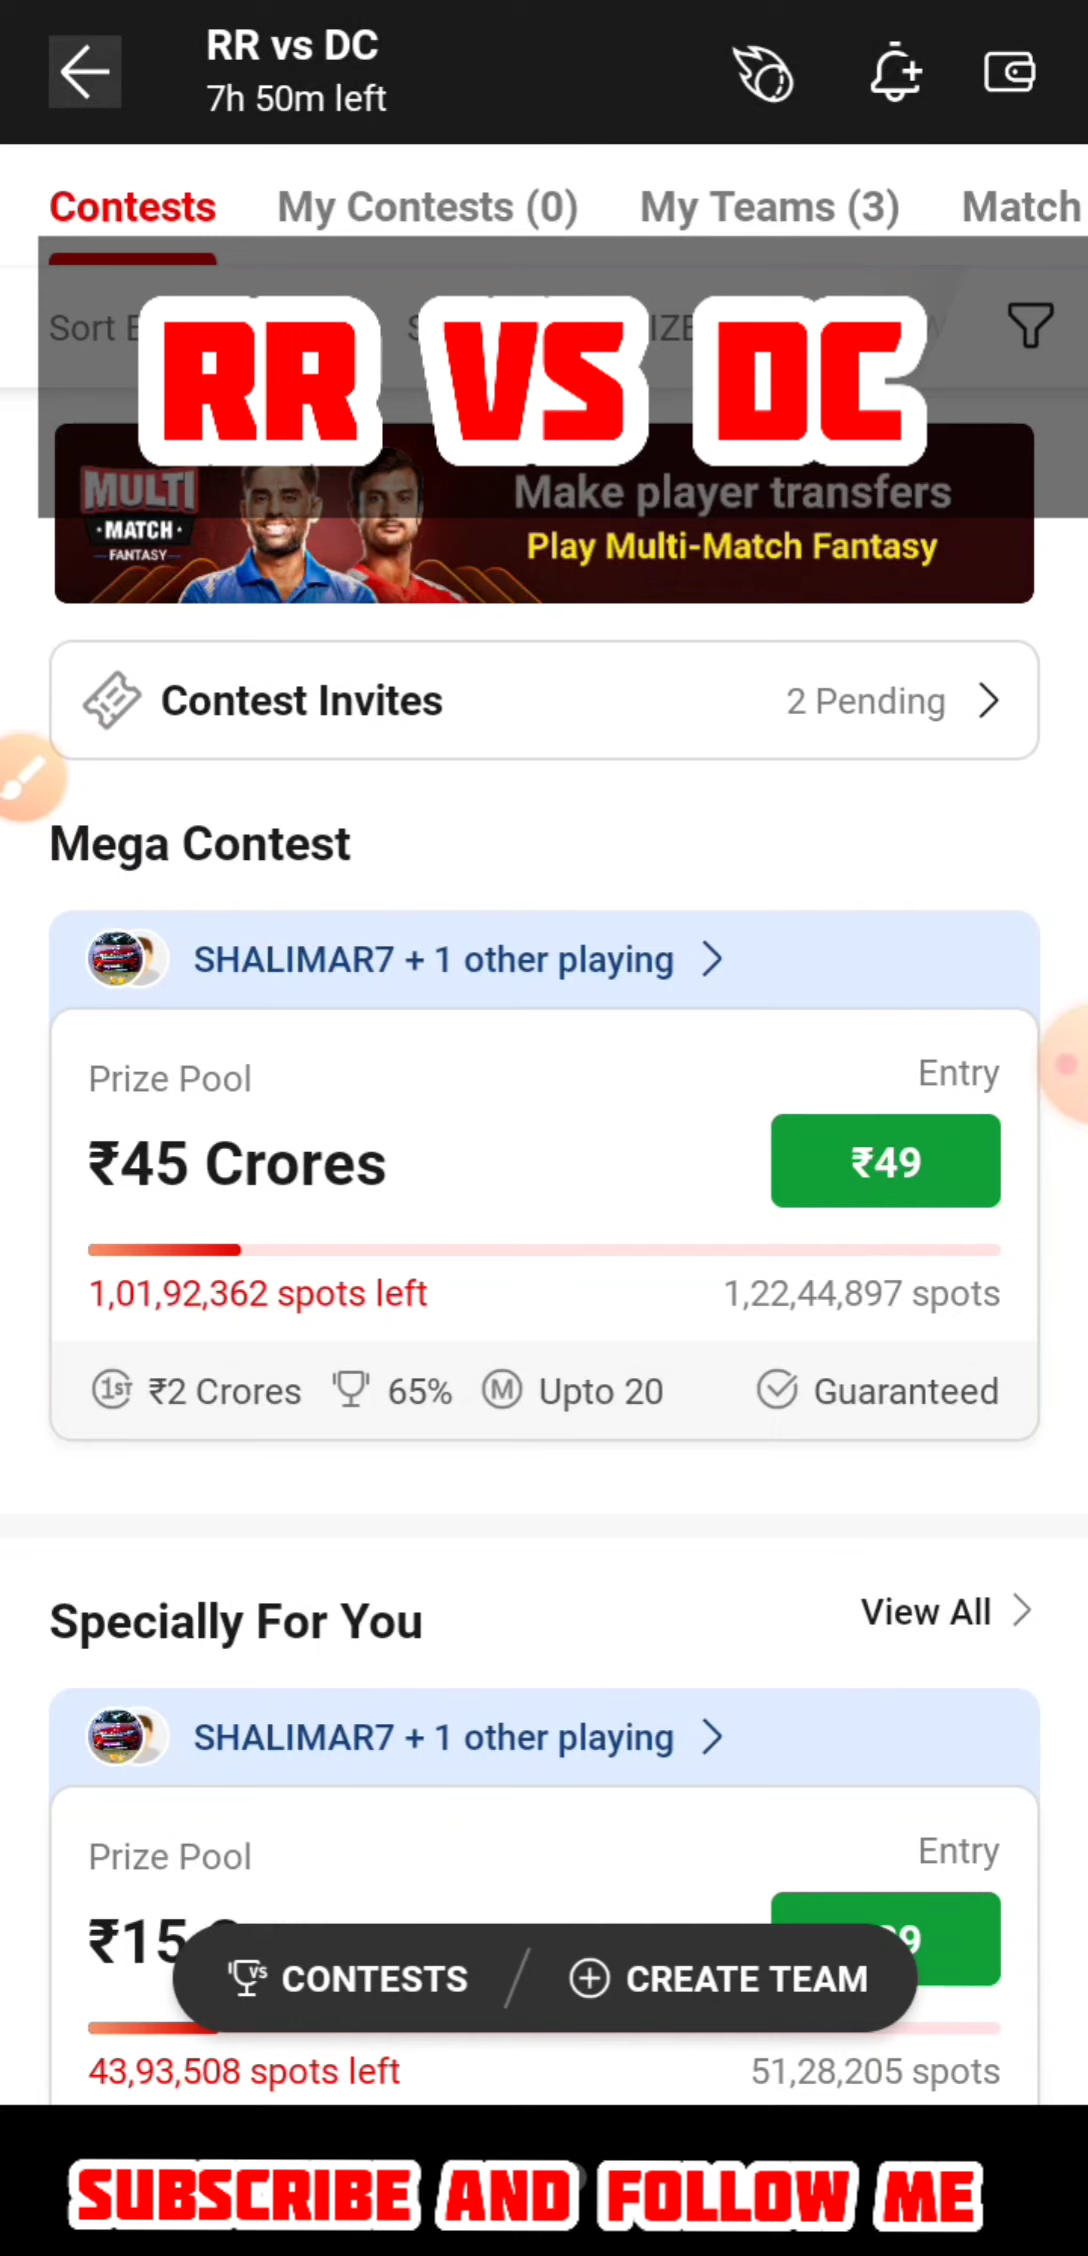 RR vs DC
7h 50m left
Contests My Contests (0) My Teams (3) Match
Sort
RR VS DC
MULTI
·MATCH·
FANTASY
Make player transfers
Play Multi-Match Fantasy
Contest Invites 2 Pending
Mega Contest
SHALIMAR7 + 1 other playing
Prize Pool Entry
₹45 Crores ₹49
1,01,92,362 spots left 1,22,44,897 spots
1ST ₹2 Crores 65% M Upto 20 Guaranteed
Specially For You View All
SHALIMAR7 + 1 other playing
Prize Pool Entry
₹15
VS CONTESTS CREATE TEAM
43,93,508 spots left 51,28,205 spots
SUBSCRIBE AND FOLLOW ME